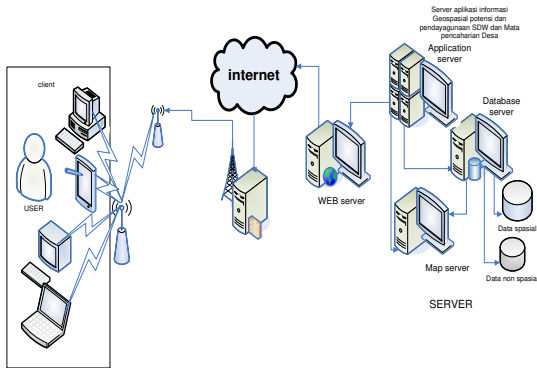 Server aplikasi informasi
Geospasial potensi dan
pendayagunaan SDW dan Mata
pencaharian Desa
Application
server
client
internet
Database
server
USER
WEB server
Data spasial
Map server
Data non spasia
SERVER